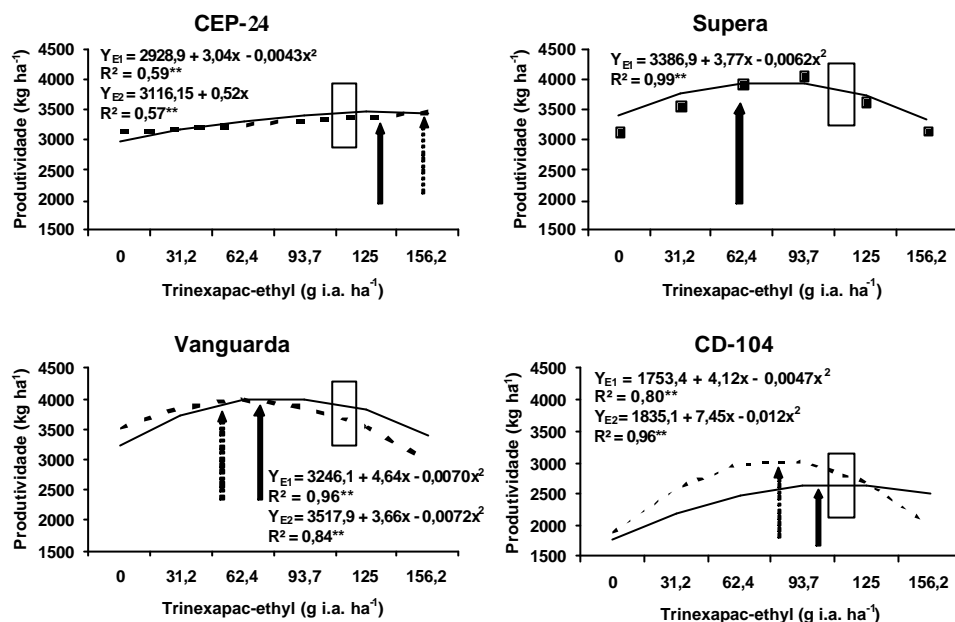 CEP-24
Y_E1 = 2928,9 + 3,04x - 0,0043x²
R² = 0,59**
Y_E2 = 3116,15 + 0,52x
R² = 0,57**
Produtividade (kg ha⁻¹)
4500
4000
3500
3000
2500
2000
1500
0 31,2 62,4 93,7 125 156,2
Trinexapac-ethyl (g i.a. ha⁻¹)
Supera
Y_E1 = 3386,9 + 3,77x - 0,0062x²
R² = 0,99**
Produtividade (kg ha⁻¹)
4500
4000
3500
3000
2500
2000
1500
0 31,2 62,4 93,7 125 156,2
Trinexapac-ethyl (g i.a. ha⁻¹)
Vanguarda
Produtividade (kg ha⁻¹)
4500
4000
3500
3000
2500
2000
1500
Y_E1 = 3246,1 + 4,64x - 0,0070x²
R² = 0,96**
Y_E2 = 3517,9 + 3,66x - 0,0072x²
R² = 0,84**
0 31,2 62,4 93,7 125 156,2
Trinexapac-ethyl (g i.a. ha⁻¹)
CD-104
Y_E1 = 1753,4 + 4,12x - 0,0047x²
R² = 0,80**
Y_E2 = 1835,1 + 7,45x - 0,012x²
R² = 0,96**
Produtividade (kg ha⁻¹)
4500
4000
3500
3000
2500
2000
1500
0 31,2 62,4 93,7 125 156,2
Trinexapac-ethyl (g i.a. ha⁻¹)